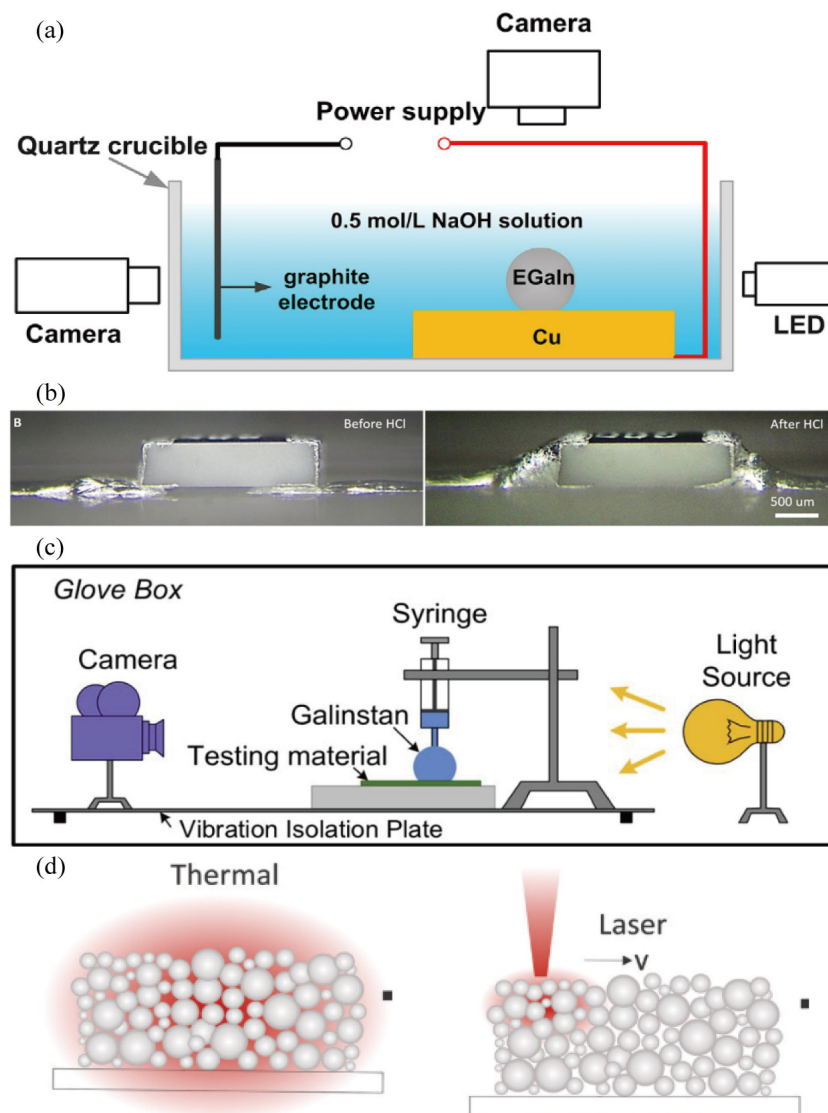 (a)
Camera
Power supply
Quartz crucible
0.5 mol/L NaOH solution
EGaIn
graphite
electrode
Camera
LED
Cu
(b)
B
Before HCl
After HCl
500 um
(c)
Glove Box
Syringe
Camera
Light
Source
Galinstan
Testing material
Vibration Isolation Plate
(d)
Thermal
Laser
v